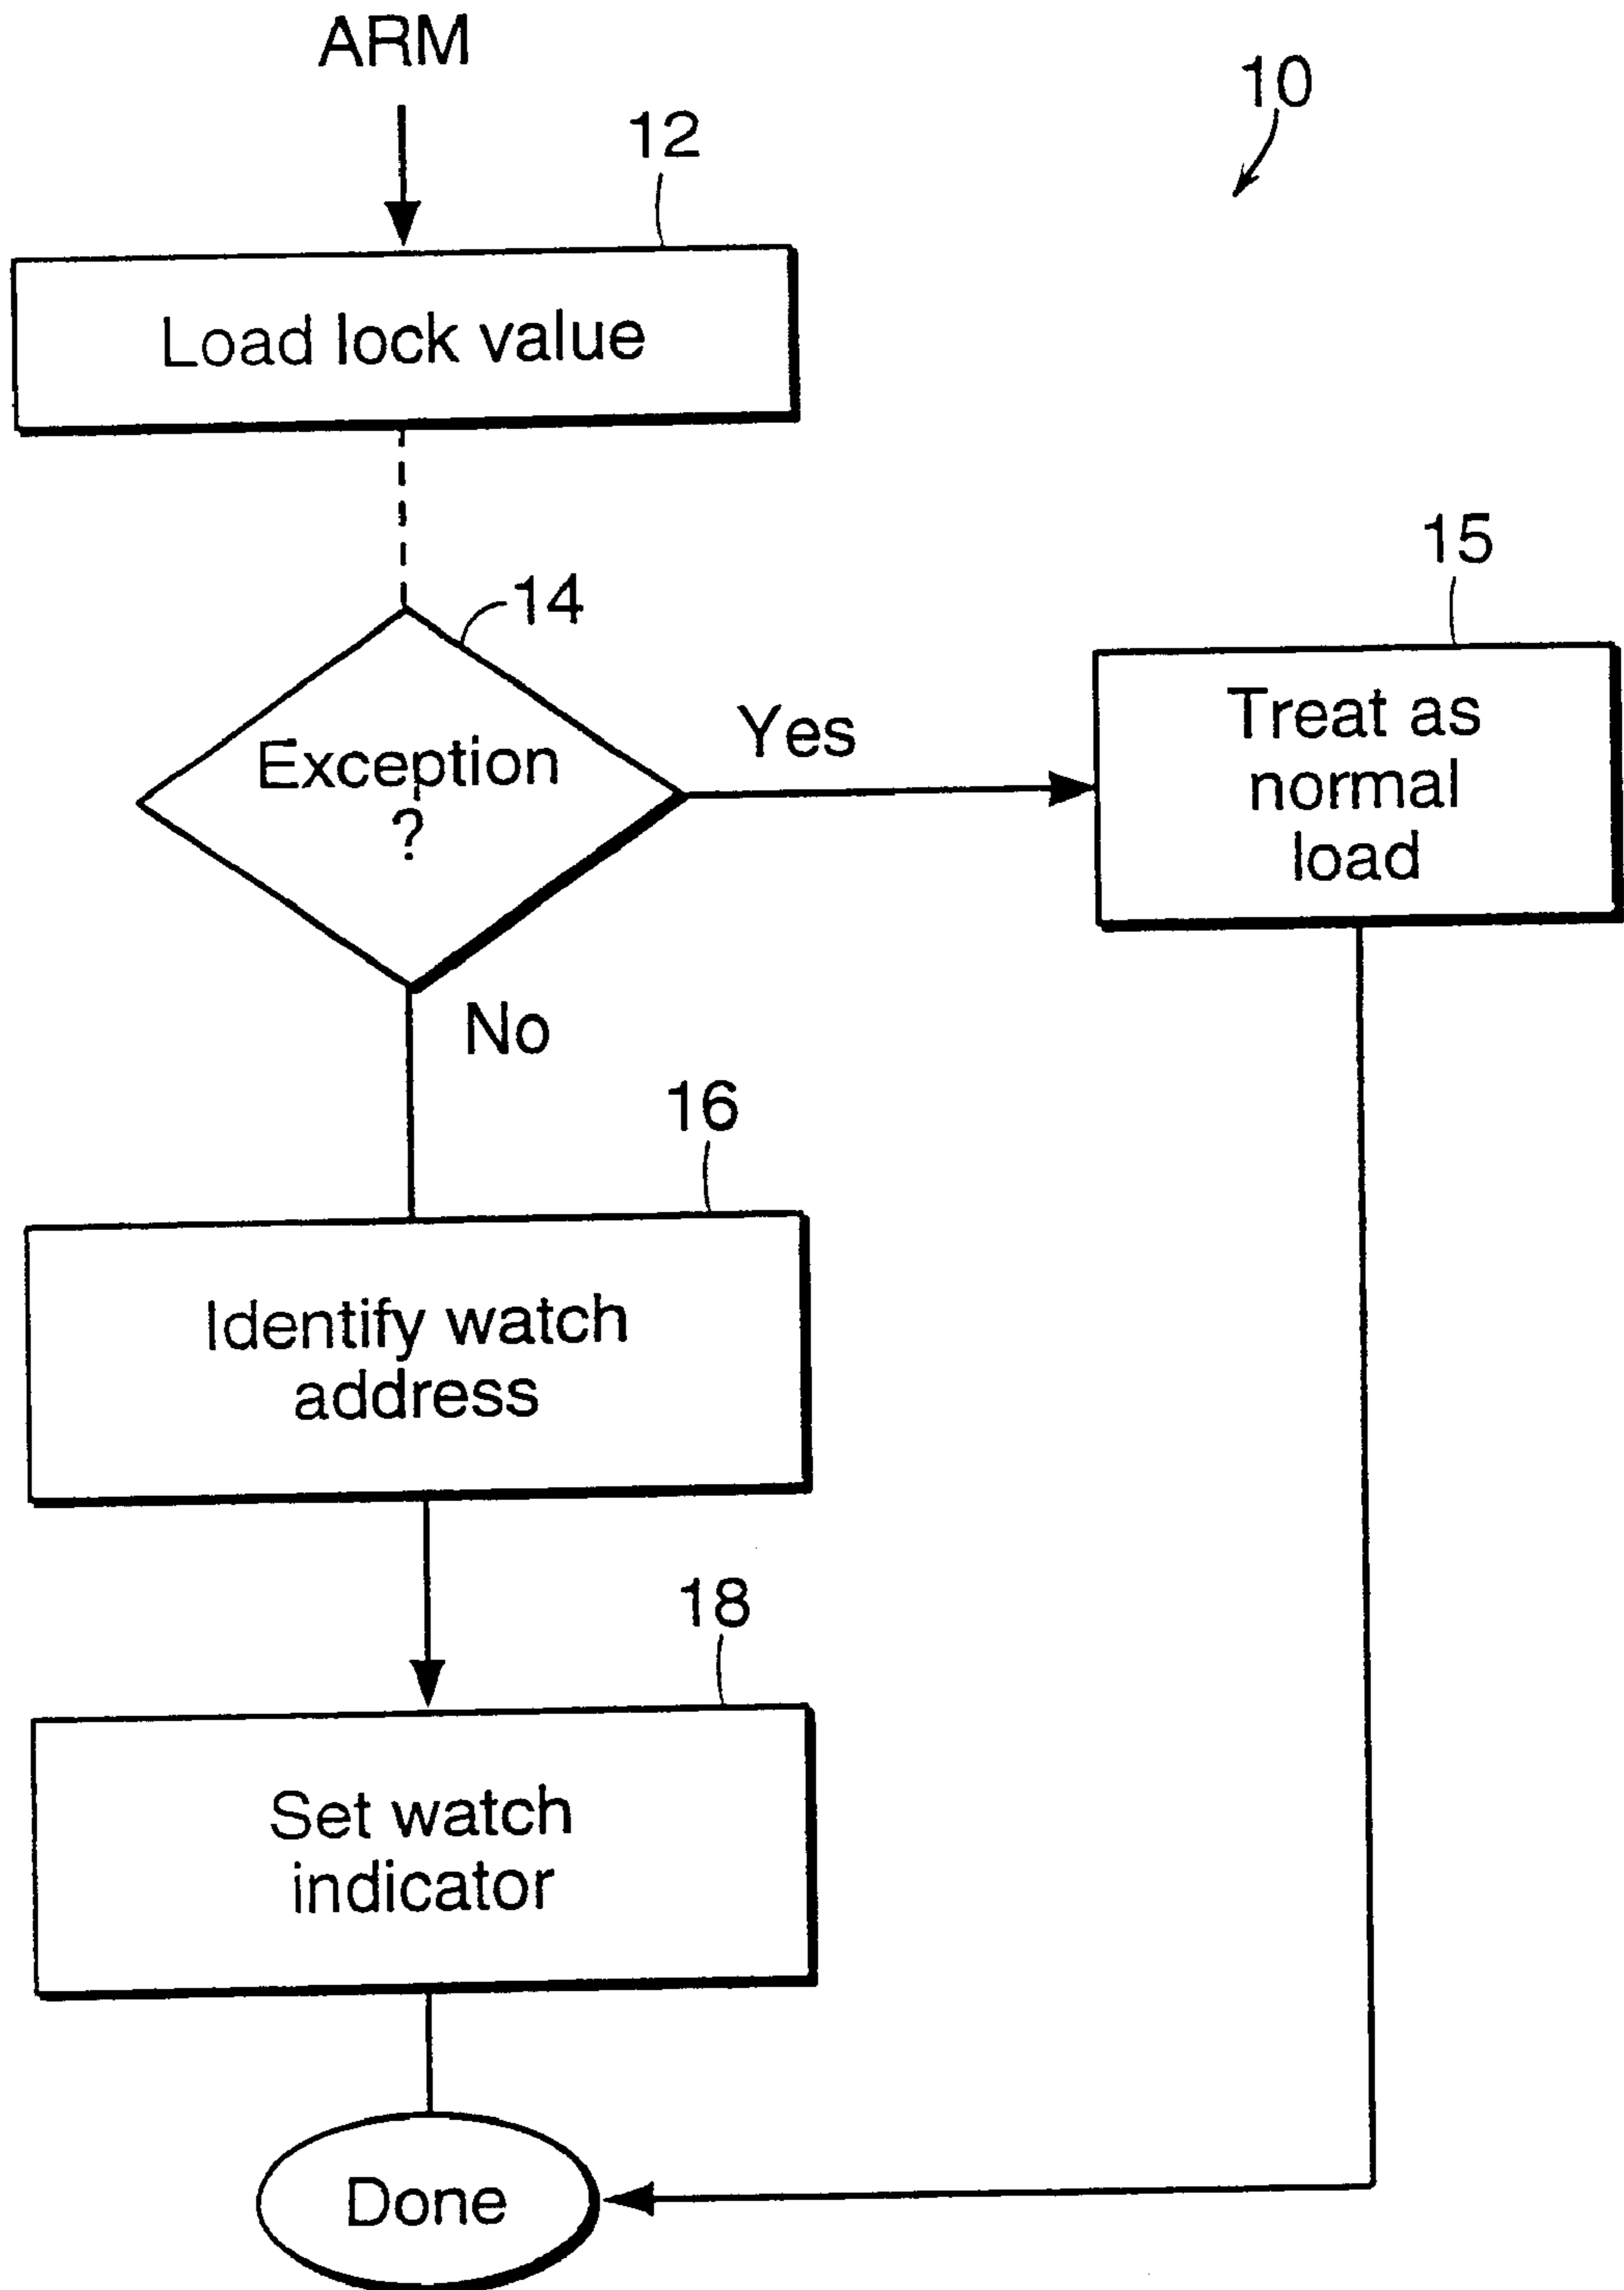 ARM
10
12
Load lock value
14
Exception
?
Yes
15
Treat as
normal
load
No
16
Identify watch
address
18
Set watch
indicator
Done